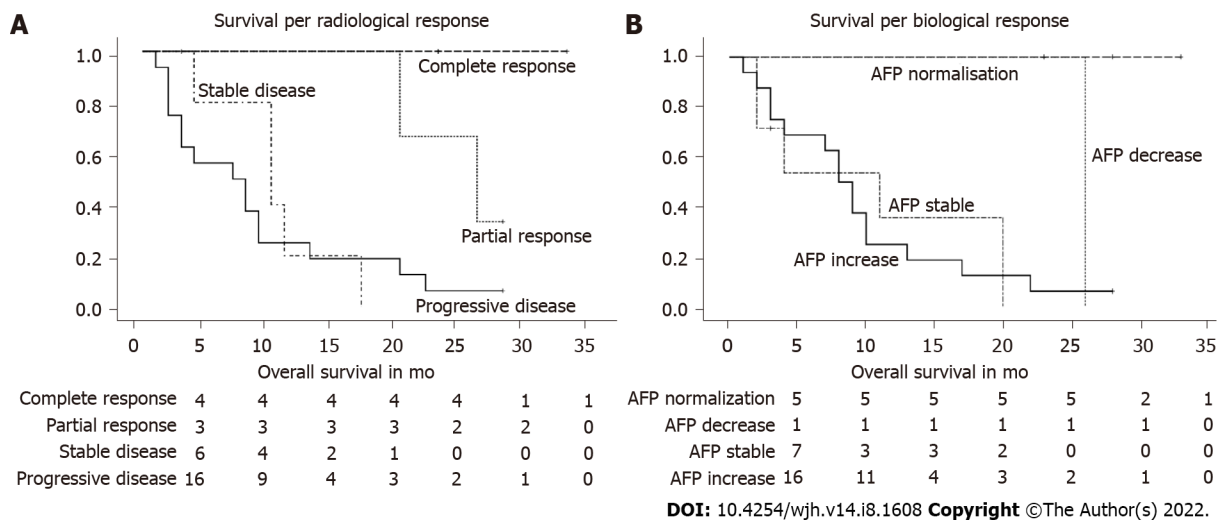 A
Survival per radiological response
1.0
0.8
0.6
0.4
0.2
0.0
Complete response
Stable disease
Partial response
Progressive disease
0 5 10 15 20 25 30 35
Overall survival in mo
Complete response 4 4 4 4 4 1 1
Partial response 3 3 3 3 2 2 0
Stable disease 6 4 2 1 0 0 0
Progressive disease 16 9 4 3 2 1 0
B
Survival per biological response
1.0
0.8
0.6
0.4
0.2
0.0
AFP normalisation
AFP decrease
AFP stable
AFP increase
0 5 10 15 20 25 30 35
Overall survival in mo
AFP normalization 5 5 5 5 5 2 1
AFP decrease 1 1 1 1 1 1 0
AFP stable 7 3 3 2 0 0 0
AFP increase 16 11 4 3 2 1 0
DOI: 10.4254/wjh.v14.i8.1608 Copyright ©The Author(s) 2022.